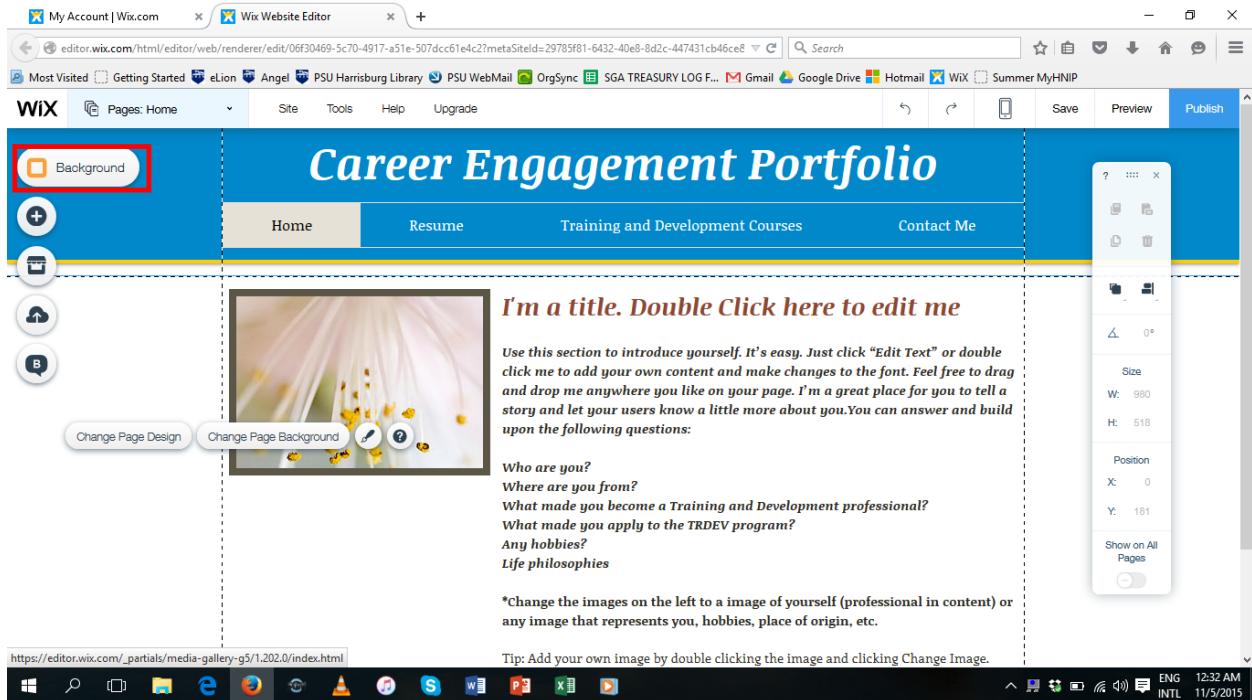 My Account | Wix.com
Wix Website Editor
editor.wix.com/html/editor/web/renderer/edit/06f30469-5c70-4917-a51e-507dcc61e4c2?metaSiteId=29785f81-6432-40e8-8d2c-447431cb46ce8
Search
Most Visited Getting Started eLion Angel PSU Harrisburg Library PSU WebMail OrgSync SGA TREASURY LOG F... Gmail Google Drive Hotmail WiX Summer MyHNIP
WiX Pages: Home Site Tools Help Upgrade Save Preview Publish
Background
Career Engagement Portfolio
Home Resume Training and Development Courses Contact Me
I'm a title. Double Click here to edit me
Use this section to introduce yourself. It's easy. Just click “Edit Text” or double
click me to add your own content and make changes to the font. Feel free to drag
and drop me anywhere you like on your page. I'm a great place for you to tell a
story and let your users know a little more about you.You can answer and build
upon the following questions:
Change Page Design Change Page Background ?
Who are you?
Where are you from?
What made you become a Training and Development professional?
What made you apply to the TRDEV program?
Any hobbies?
Life philosophies
*Change the images on the left to a image of yourself (professional in content) or
any image that represents you, hobbies, place of origin, etc.
Tip: Add your own image by double clicking the image and clicking Change Image.
B
?
0°
Size
W: 980
H: 518
Position
X: 0
Y: 181
Show on All
Pages
https://editor.wix.com/_partials/media-gallery-g5/1.202.0/index.html
ENG
INTL
12:32 AM
11/5/2015